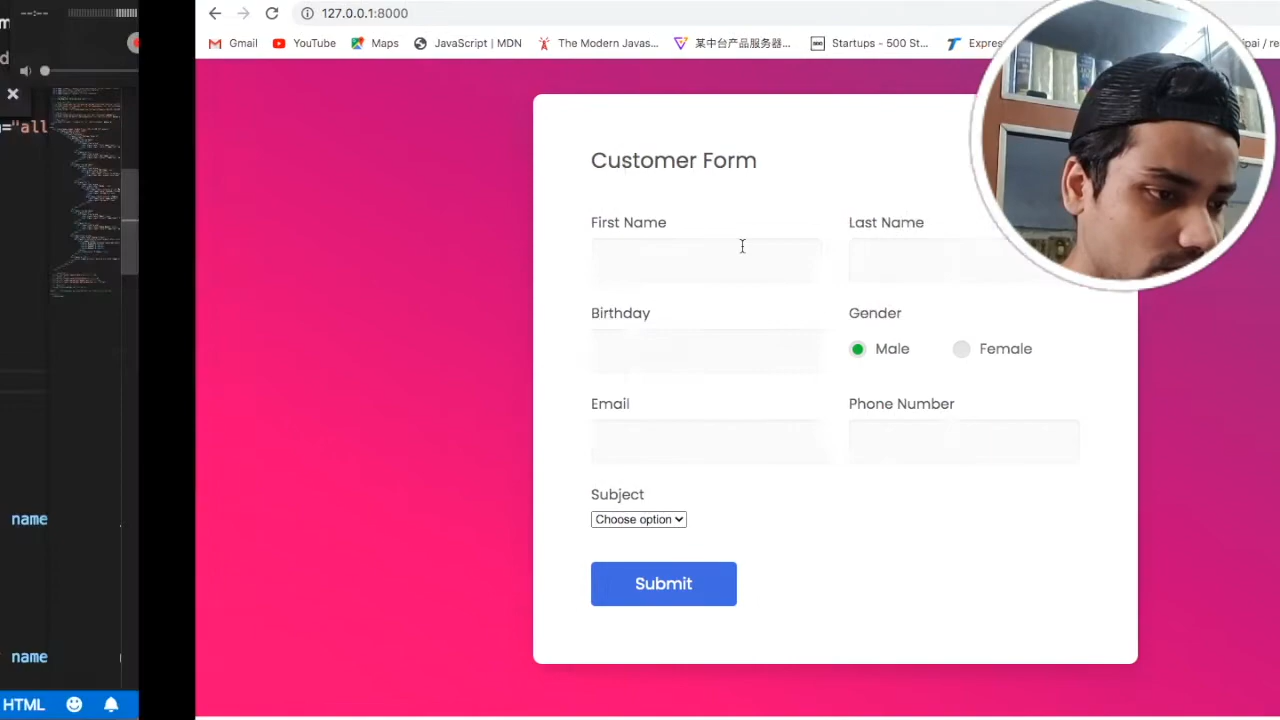 127.0.0.1:8000
Gmail YouTube Maps JavaScript | MDN The Modern Javas... 某中台产品服务器... Startups - 500 St... Expres
="all
Customer Form
First Name Last Name
Birthday Gender
Male Female
Email Phone Number
Subject
Choose option
Submit
name
name
HTML